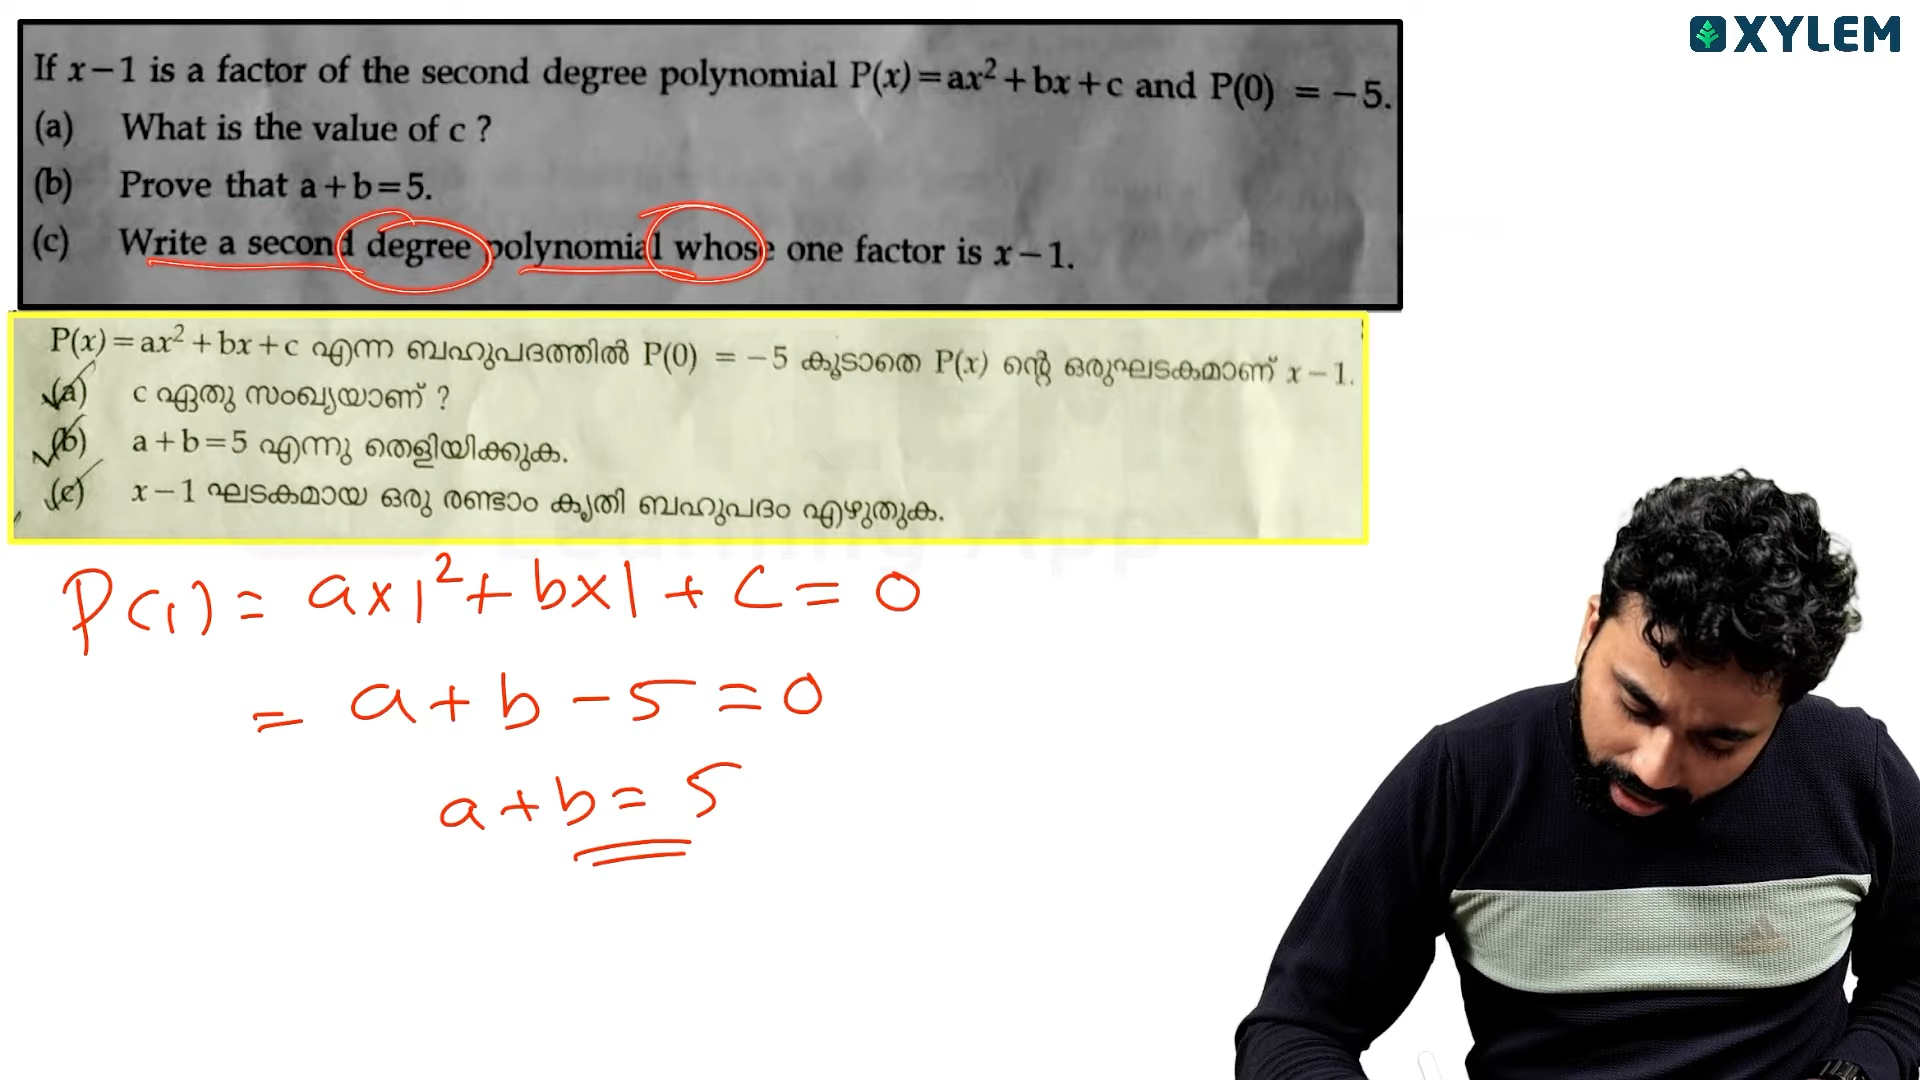 XYLEM
If x−1 is a factor of the second degree polynomial P(x)=ax²+bx+c and P(0) = −5.
(a) What is the value of c ?
(b) Prove that a+b=5.
(c) Write a second degree polynomial whose one factor is x−1.
P(x)=ax²+bx+c എന്ന ബഹുപദത്തിൽ P(0) = −5 കൂടാതെ P(x) ന്റെ ഒരുഘടകമാണ് x−1.
(a) c ഏതു സംഖ്യയാണ് ?
(b) a+b=5 എന്നു തെളിയിക്കുക.
(c) x−1 ഘടകമായ ഒരു രണ്ടാം കൃതി ബഹുപദം എഴുതുക.
P(1) = a×1²+ b×1 + c = 0
= a+b−5=0
a+b=5